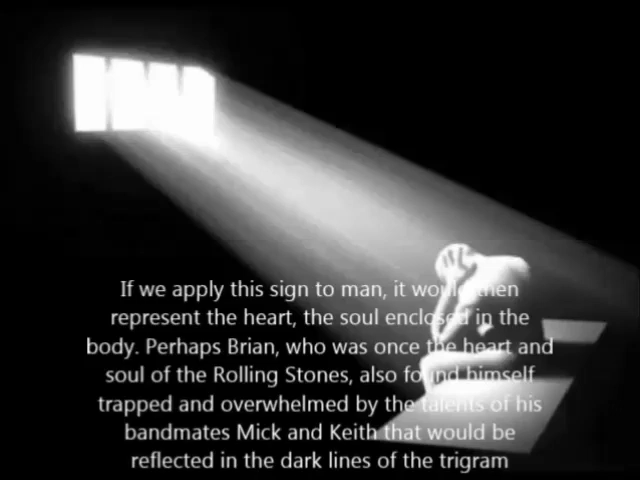 If we apply this sign to man, it would then
represent the heart, the soul enclosed in the
body. Perhaps Brian, who was once the heart and
soul of the Rolling Stones, also found himself
trapped and overwhelmed by the talents of his
bandmates Mick and Keith that would be
reflected in the dark lines of the trigram